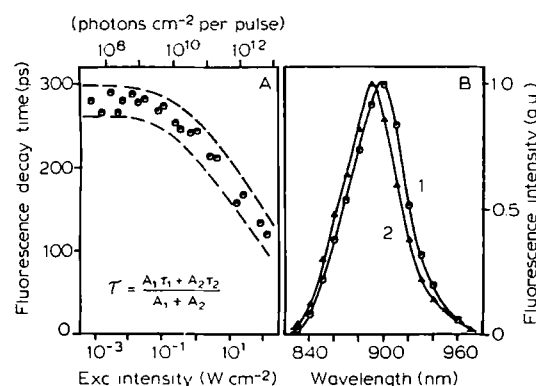 (photons cm⁻² per pulse)
10⁸ 10¹⁰ 10¹²
A
B
Fluorescence decay time (ps)
300
200
100
0
τ = A₁T₁ + A₂T₂ / A₁ + A₂
10⁻³ 10⁻¹ 10¹
Exc intensity (W cm⁻²)
1
2
840 900 960
Wavelength (nm)
1.0
0.5
0
Fluorescence intensity (a.u.)